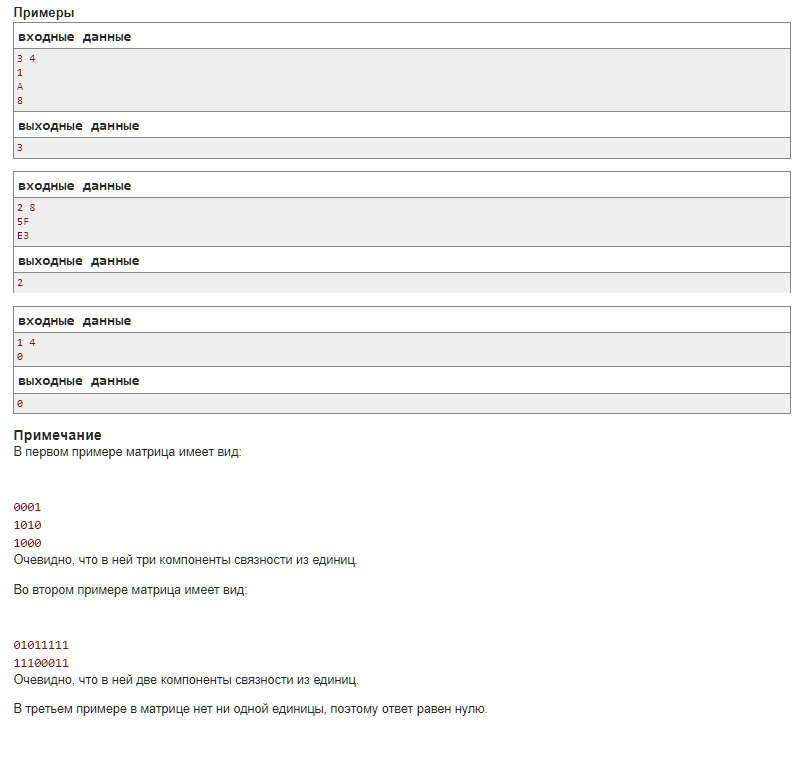 Примеры
входные данные
3 4
1
A
8
выходные данные
3
входные данные
2 8
5F
E3
выходные данные
2
входные данные
1 4
0
выходные данные
0
Примечание
В первом примере матрица имеет вид:
0001
1010
1000
Очевидно, что в ней три компоненты связности из единиц.
Во втором примере матрица имеет вид:
01011111
11100011
Очевидно, что в ней две компоненты связности из единиц.
В третьем примере в матрице нет ни одной единицы, поэтому ответ равен нулю.